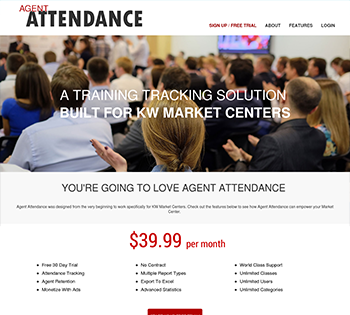 AGENT
ATTENDANCE
SIGN UP / FREE TRIAL ABOUT FEATURES LOGIN
A TRAINING TRACKING SOLUTION
BUILT FOR KW MARKET CENTERS
YOU'RE GOING TO LOVE AGENT ATTENDANCE
Agent Attendance was designed from the very beginning to work specifically for KW Market Centers. Check out the features below to see how Agent Attendance can empower your Market
Center.
$39.99 per month
Free 30 Day Trial No Contract World Class Support
Attendance Tracking Multiple Report Types Unlimited Classes
Agent Retention Export To Excel Unlimited Users
Monetize With Ads Advanced Statistics Unlimited Categories